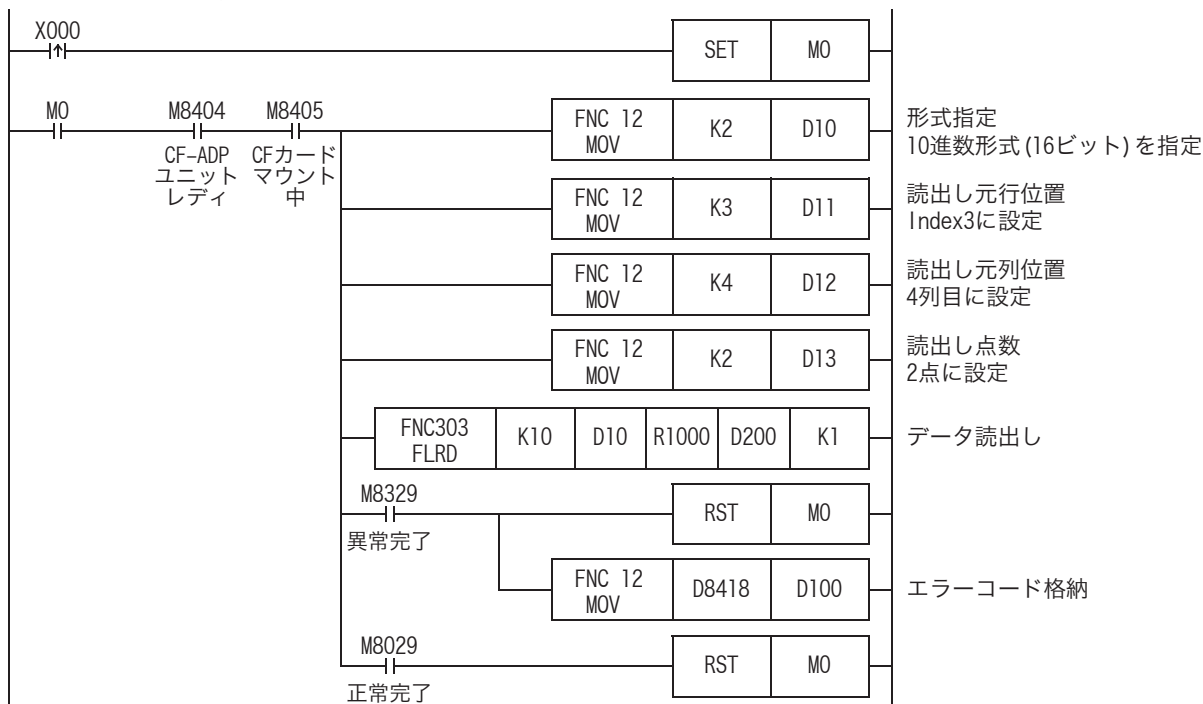 X000
SET M0
M0 M8404 M8405
CF-ADP
ユニット
レディ
CFカード
マウント
中
FNC 12
MOV
K2 D10
形式指定
10進数形式(16ビット)を指定
FNC 12
MOV
K3 D11
読出し元行位置
Index3に設定
FNC 12
MOV
K4 D12
読出し元列位置
4列目に設定
FNC 12
MOV
K2 D13
読出し点数
2点に設定
FNC303
FLRD
K10 D10 R1000 D200 K1
データ読出し
M8329
異常完了
RST M0
FNC 12
MOV
D8418 D100
エラーコード格納
M8029
正常完了
RST M0